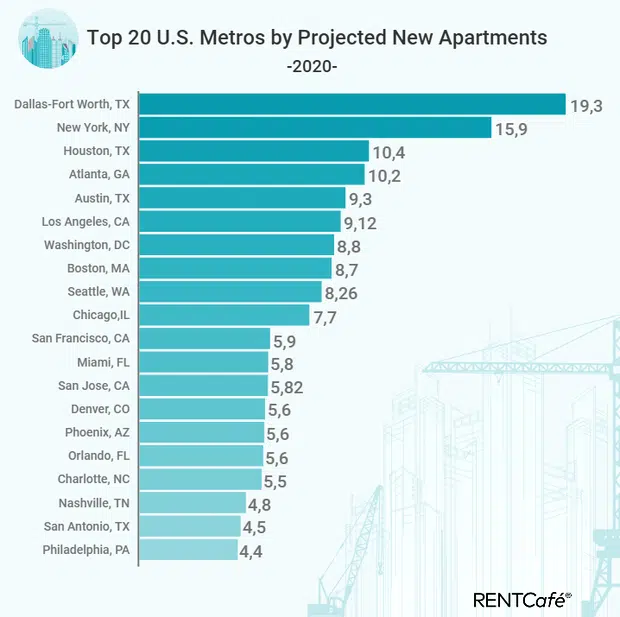 Top 20 U.S. Metros by Projected New Apartments
-2020-
Dallas-Fort Worth, TX 19,3
New York, NY 15,9
Houston, TX 10,4
Atlanta, GA 10,2
Austin, TX 9,3
Los Angeles, CA 9,12
Washington, DC 8,8
Boston, MA 8,7
Seattle, WA 8,26
Chicago,IL 7,7
San Francisco, CA 5,9
Miami, FL 5,8
San Jose, CA 5,82
Denver, CO 5,6
Phoenix, AZ 5,6
Orlando, FL 5,6
Charlotte, NC 5,5
Nashville, TN 4,8
San Antonio, TX 4,5
Philadelphia, PA 4,4
RENTCafé®